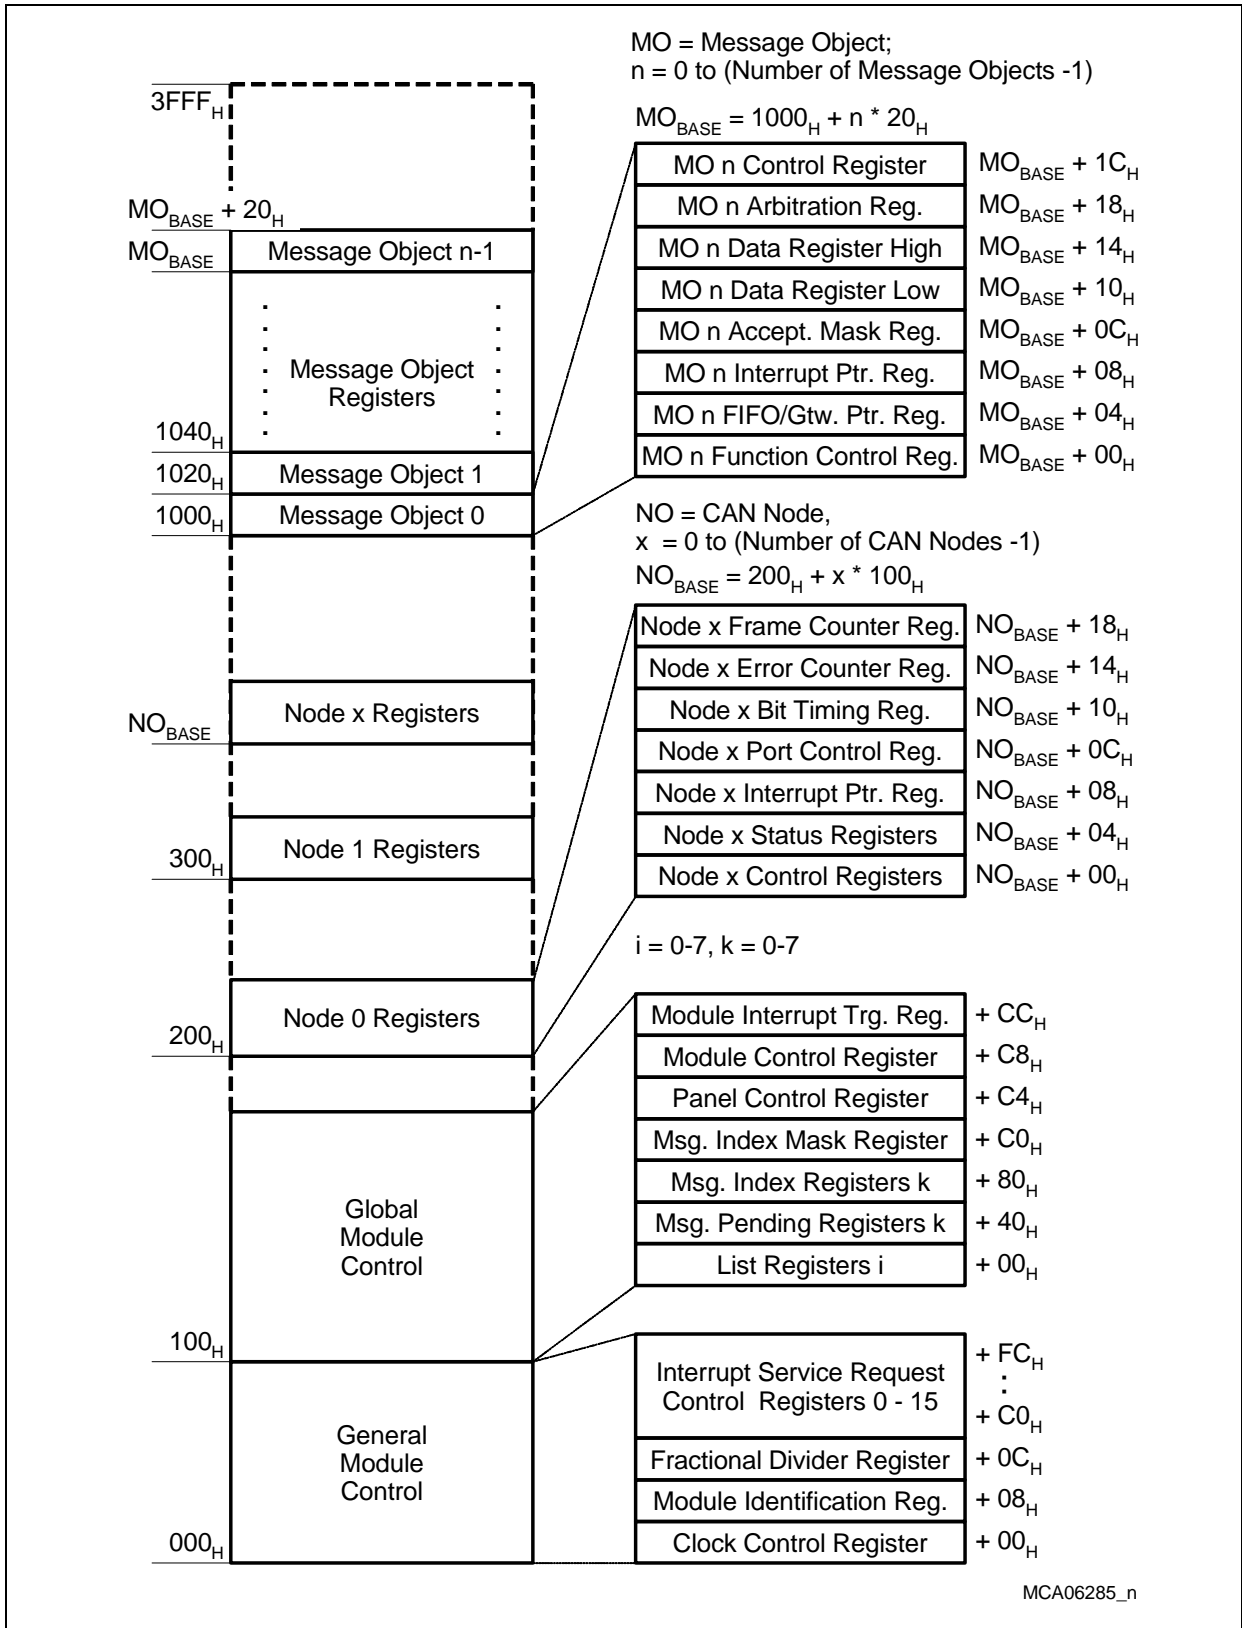 MO = Message Object;
n = 0 to (Number of Message Objects -1)
MO_BASE = 1000_H + n * 20_H
3FFF_H
MO_BASE + 20_H
MO_BASE
Message Object n-1
Message Object
Registers
1040_H
1020_H
Message Object 1
1000_H
Message Object 0
MO n Control Register MO_BASE + 1C_H
MO n Arbitration Reg. MO_BASE + 18_H
MO n Data Register High MO_BASE + 14_H
MO n Data Register Low MO_BASE + 10_H
MO n Accept. Mask Reg. MO_BASE + 0C_H
MO n Interrupt Ptr. Reg. MO_BASE + 08_H
MO n FIFO/Gtw. Ptr. Reg. MO_BASE + 04_H
MO n Function Control Reg. MO_BASE + 00_H
NO = CAN Node,
x = 0 to (Number of CAN Nodes -1)
NO_BASE = 200_H + x * 100_H
Node x Registers
NO_BASE
Node 1 Registers
300_H
Node 0 Registers
200_H
Node x Frame Counter Reg. NO_BASE + 18_H
Node x Error Counter Reg. NO_BASE + 14_H
Node x Bit Timing Reg. NO_BASE + 10_H
Node x Port Control Reg. NO_BASE + 0C_H
Node x Interrupt Ptr. Reg. NO_BASE + 08_H
Node x Status Registers NO_BASE + 04_H
Node x Control Registers NO_BASE + 00_H
i = 0-7, k = 0-7
Global
Module
Control
100_H
Module Interrupt Trg. Reg. + CC_H
Module Control Register + C8_H
Panel Control Register + C4_H
Msg. Index Mask Register + C0_H
Msg. Index Registers k + 80_H
Msg. Pending Registers k + 40_H
List Registers i + 00_H
General
Module
Control
000_H
+ FC_H
Interrupt Service Request
Control Registers 0 - 15
+ C0_H
Fractional Divider Register + 0C_H
Module Identification Reg. + 08_H
Clock Control Register + 00_H
MCA06285_n